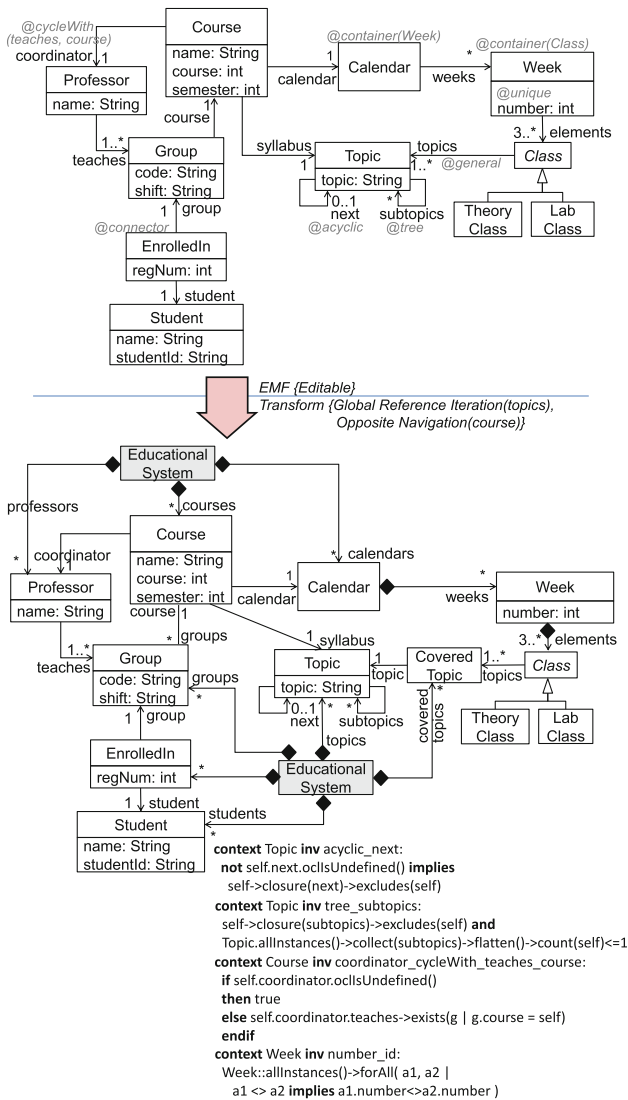 Course
name: String
course: int
semester: int
@cycleWith
(teaches, course)
coordinator
1
Professor
name: String
1
course
1..*
teaches
Group
code: String
shift: String
1
group
@connector
EnrolledIn
regNum: int
1
student
Student
name: String
studentId: String
@container(Week)
1
calendar
Calendar
*
weeks
@container(Class)
Week
@unique
number: int
3..*
elements
syllabus
1
Topic
topic: String
topics
1..*
@general
Class
0..1
next
@acyclic
*
subtopics
@tree
Theory
Class
Lab
Class
EMF {Editable}
Transform {Global Reference Iteration(topics),
Opposite Navigation(course)}
Educational
System
professors
*
* courses
Course
name: String
course: int
semester: int
coordinator
1
* calendars
Professor
name: String
1
calendar
Calendar
*
weeks
Week
number: int
course
1
* groups
3..*
elements
1..*
teaches
Group
code: String
shift: String
groups
*
1
syllabus
Topic
topic: String
1
topic
Covered
Topic
1..*
topics
Class
0..1
next
*
topics
*
subtopics
*
covered
topics
Theory
Class
Lab
Class
1
group
EnrolledIn
regNum: int
*
Educational
System
1
student
students
*
Student
name: String
studentId: String
context Topic inv acyclic_next:
not self.next.oclIsUndefined() implies
self->closure(next)->excludes(self)
context Topic inv tree_subtopics:
self->closure(subtopics)->excludes(self) and
Topic.allInstances()->collect(subtopics)->flatten()->count(self)<=1
context Course inv coordinator_cycleWith_teaches_course:
if self.coordinator.oclIsUndefined()
then true
else self.coordinator.teaches->exists(g | g.course = self)
endif
context Week inv number_id:
Week::allInstances()->forAll( a1, a2 |
a1 <> a2 implies a1.number<>a2.number )